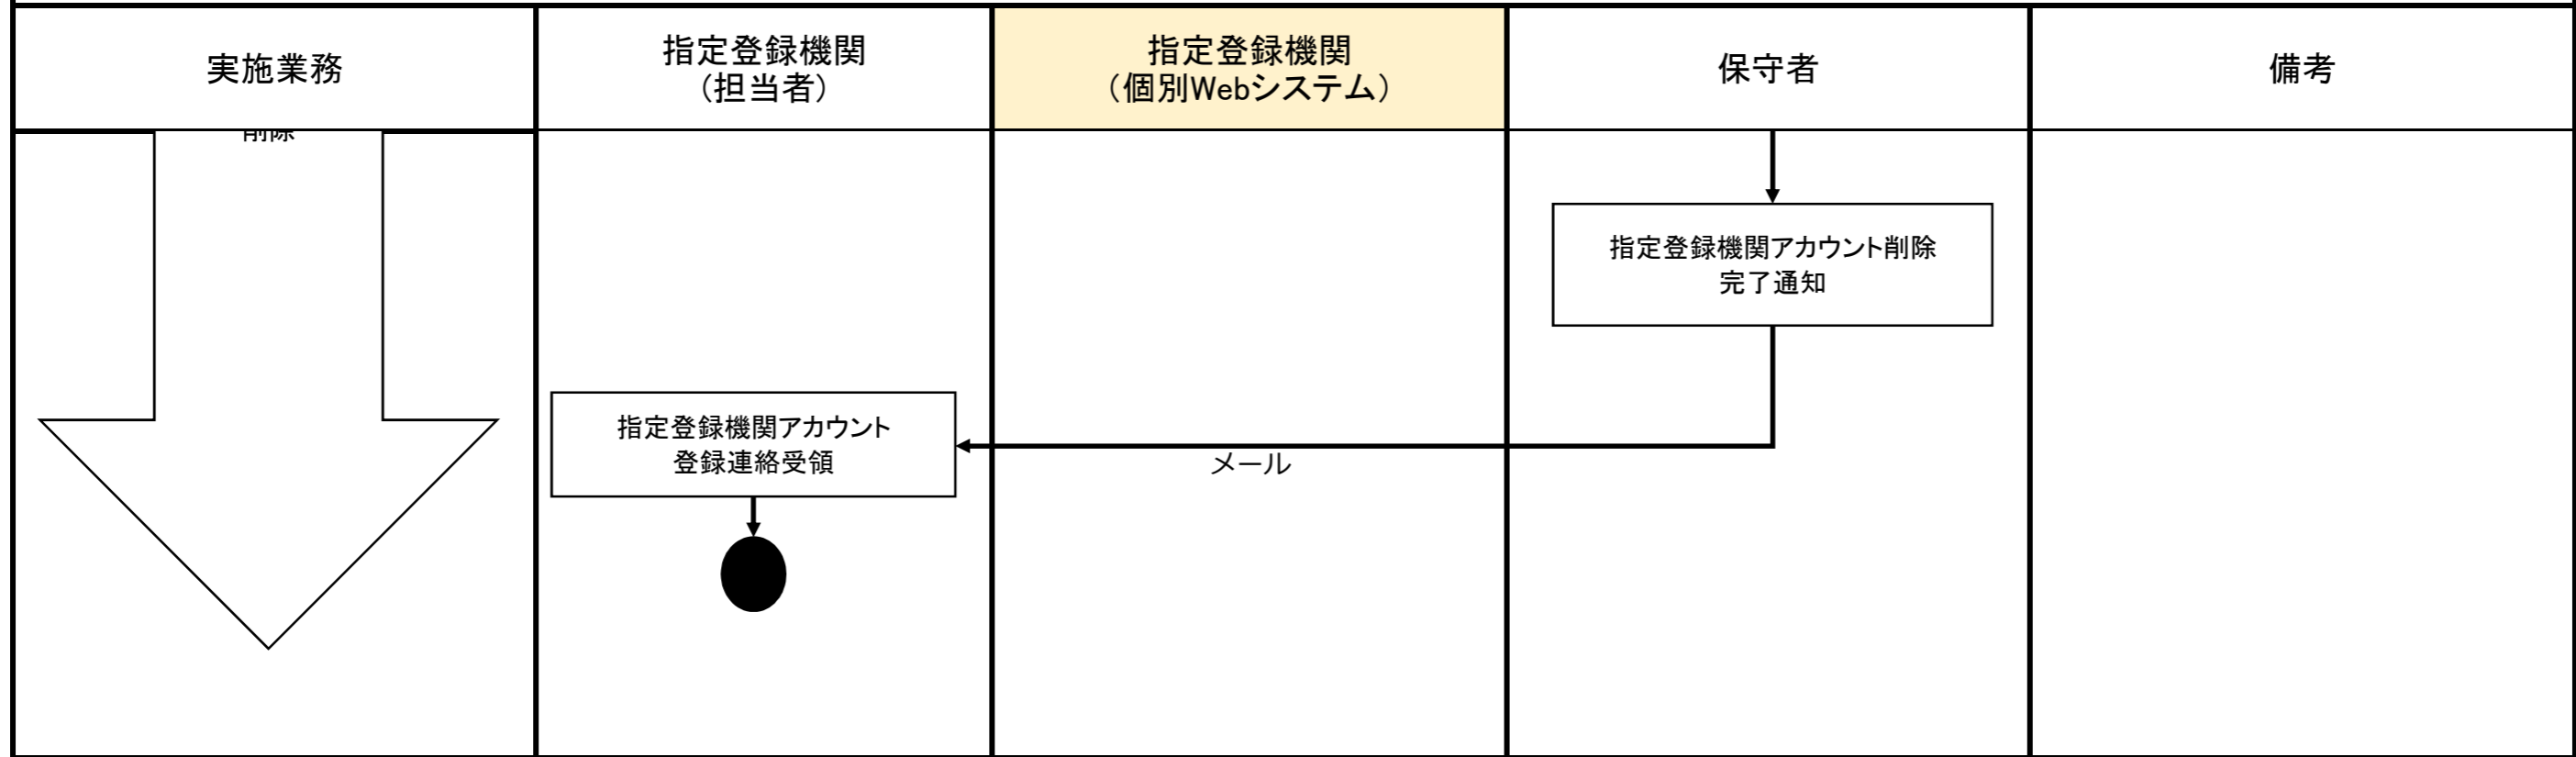 実施業務
指定登録機関
（担当者）
指定登録機関
（個別Webシステム）
保守者
備考
削除
指定登録機関アカウント削除
完了通知
指定登録機関アカウント
登録連絡受領
メール